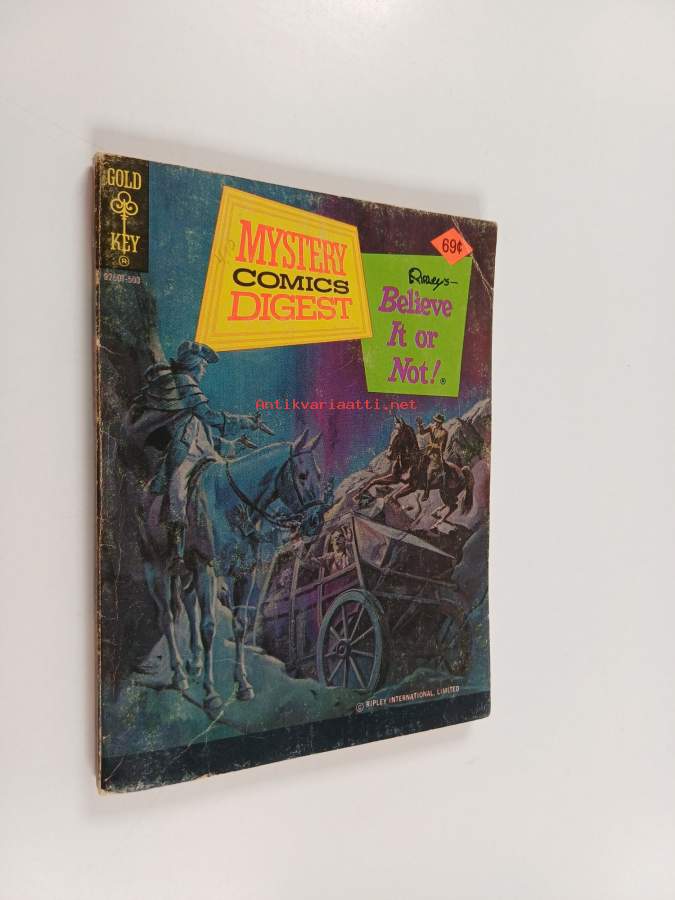 GOLD
KEY
®
MYSTERY
COMICS
DIGEST
69¢
Ripley's—
Believe
It or
Not!®
Antikvariaatti.net
© RIPLEY INTERNATIONAL, LIMITED